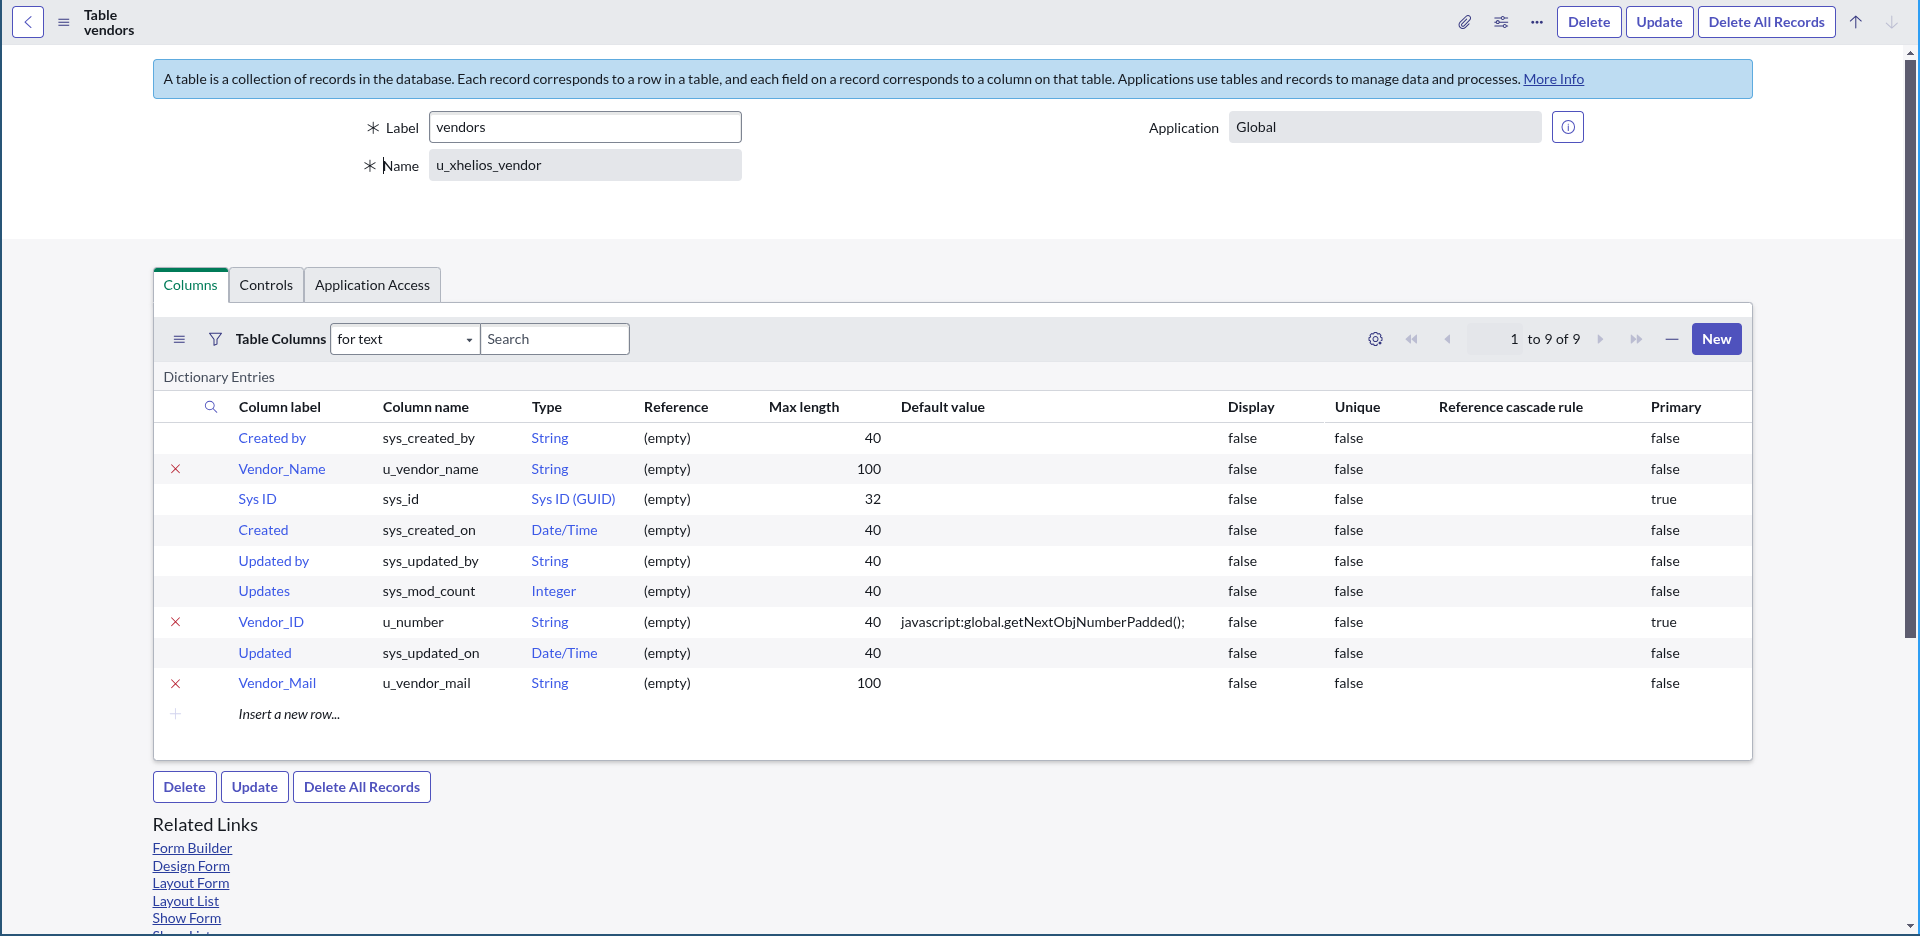 Table
vendors
Delete
Update
Delete All Records
A table is a collection of records in the database. Each record corresponds to a row in a table, and each field on a record corresponds to a column on that table. Applications use tables and records to manage data and processes. More Info
Label vendors Application Global
Name u_xhelios_vendor
Columns Controls Application Access
Table Columns for text Search 1 to 9 of 9 New
Dictionary Entries
Column label Column name Type Reference Max length Default value Display Unique Reference cascade rule Primary
Created by sys_created_by String (empty) 40 false false false
Vendor_Name u_vendor_name String (empty) 100 false false false
Sys ID sys_id Sys ID (GUID) (empty) 32 false false true
Created sys_created_on Date/Time (empty) 40 false false false
Updated by sys_updated_by String (empty) 40 false false false
Updates sys_mod_count Integer (empty) 40 false false false
Vendor_ID u_number String (empty) 40 javascript:global.getNextObjNumberPadded(); false false true
Updated sys_updated_on Date/Time (empty) 40 false false false
Vendor_Mail u_vendor_mail String (empty) 100 false false false
Insert a new row...
Delete Update Delete All Records
Related Links
Form Builder
Design Form
Layout Form
Layout List
Show Form